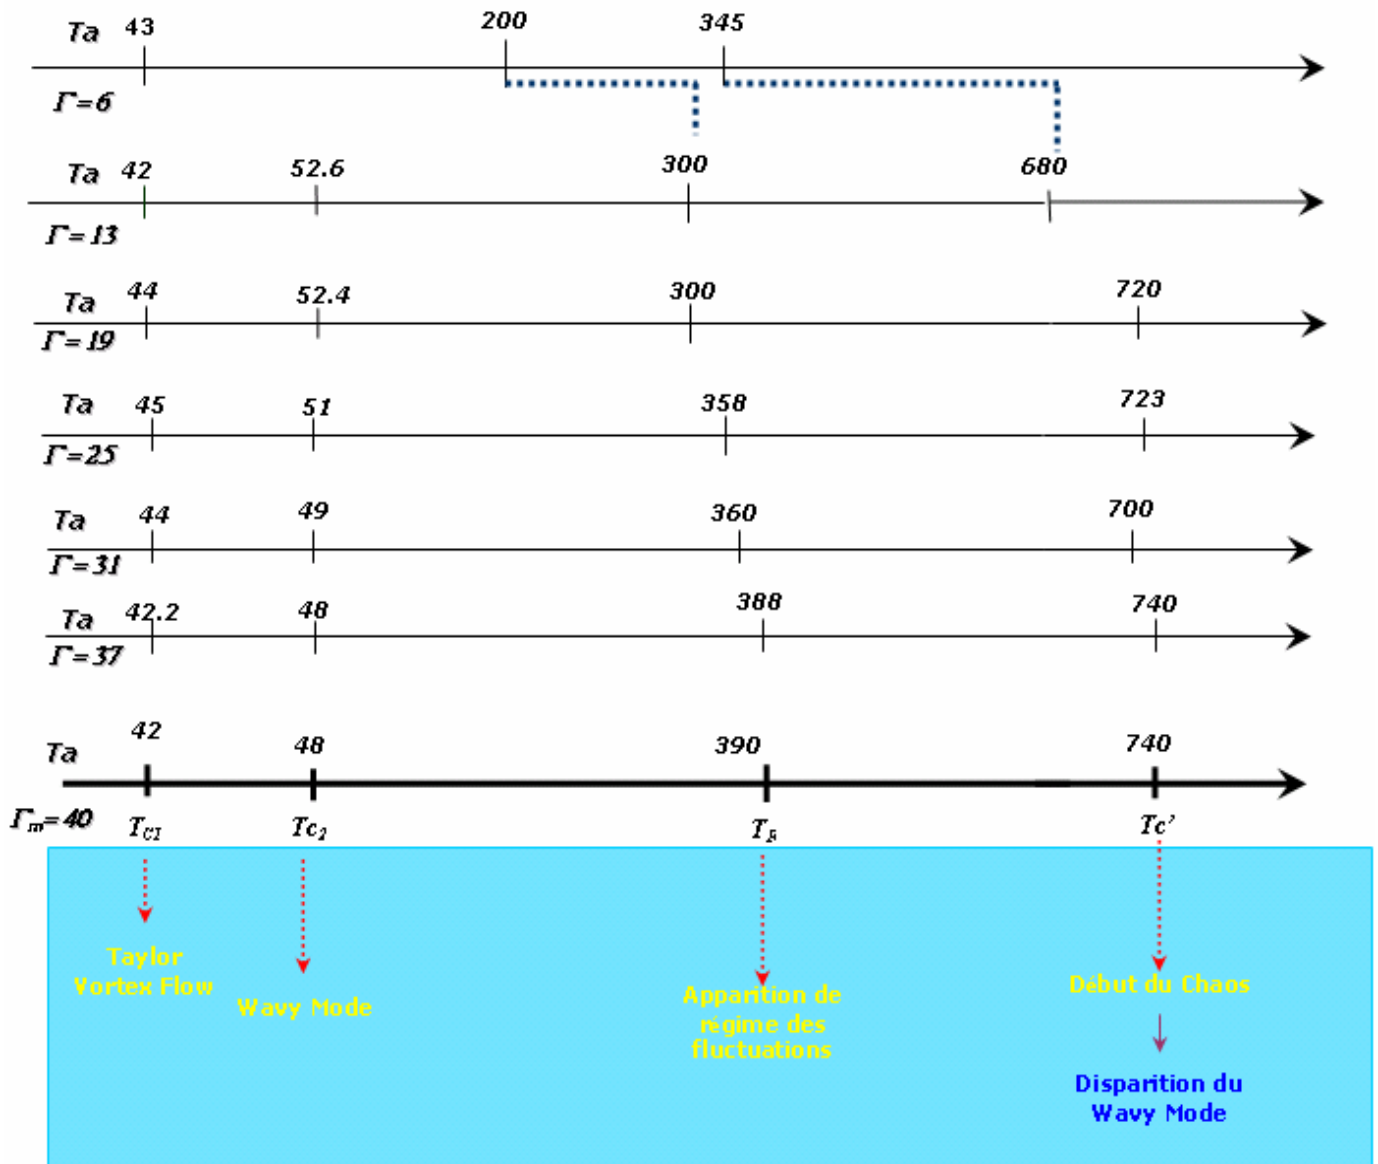 Ta 43 200 345
Γ=6
Ta 42 52.6 300 680
Γ=13
Ta 44 52.4 300 720
Γ=19
Ta 45 51 358 723
Γ=25
Ta 44 49 360 700
Γ=31
Ta 42.2 48 388 740
Γ=37
Ta 42 48 390 740
Γm=40 TC1 Tc2 Tc'
Taylor
Vortex Flow
Wavy Mode
Apparition de
régime des
fluctuations
Début du Chaos
Disparition du
Wavy Mode